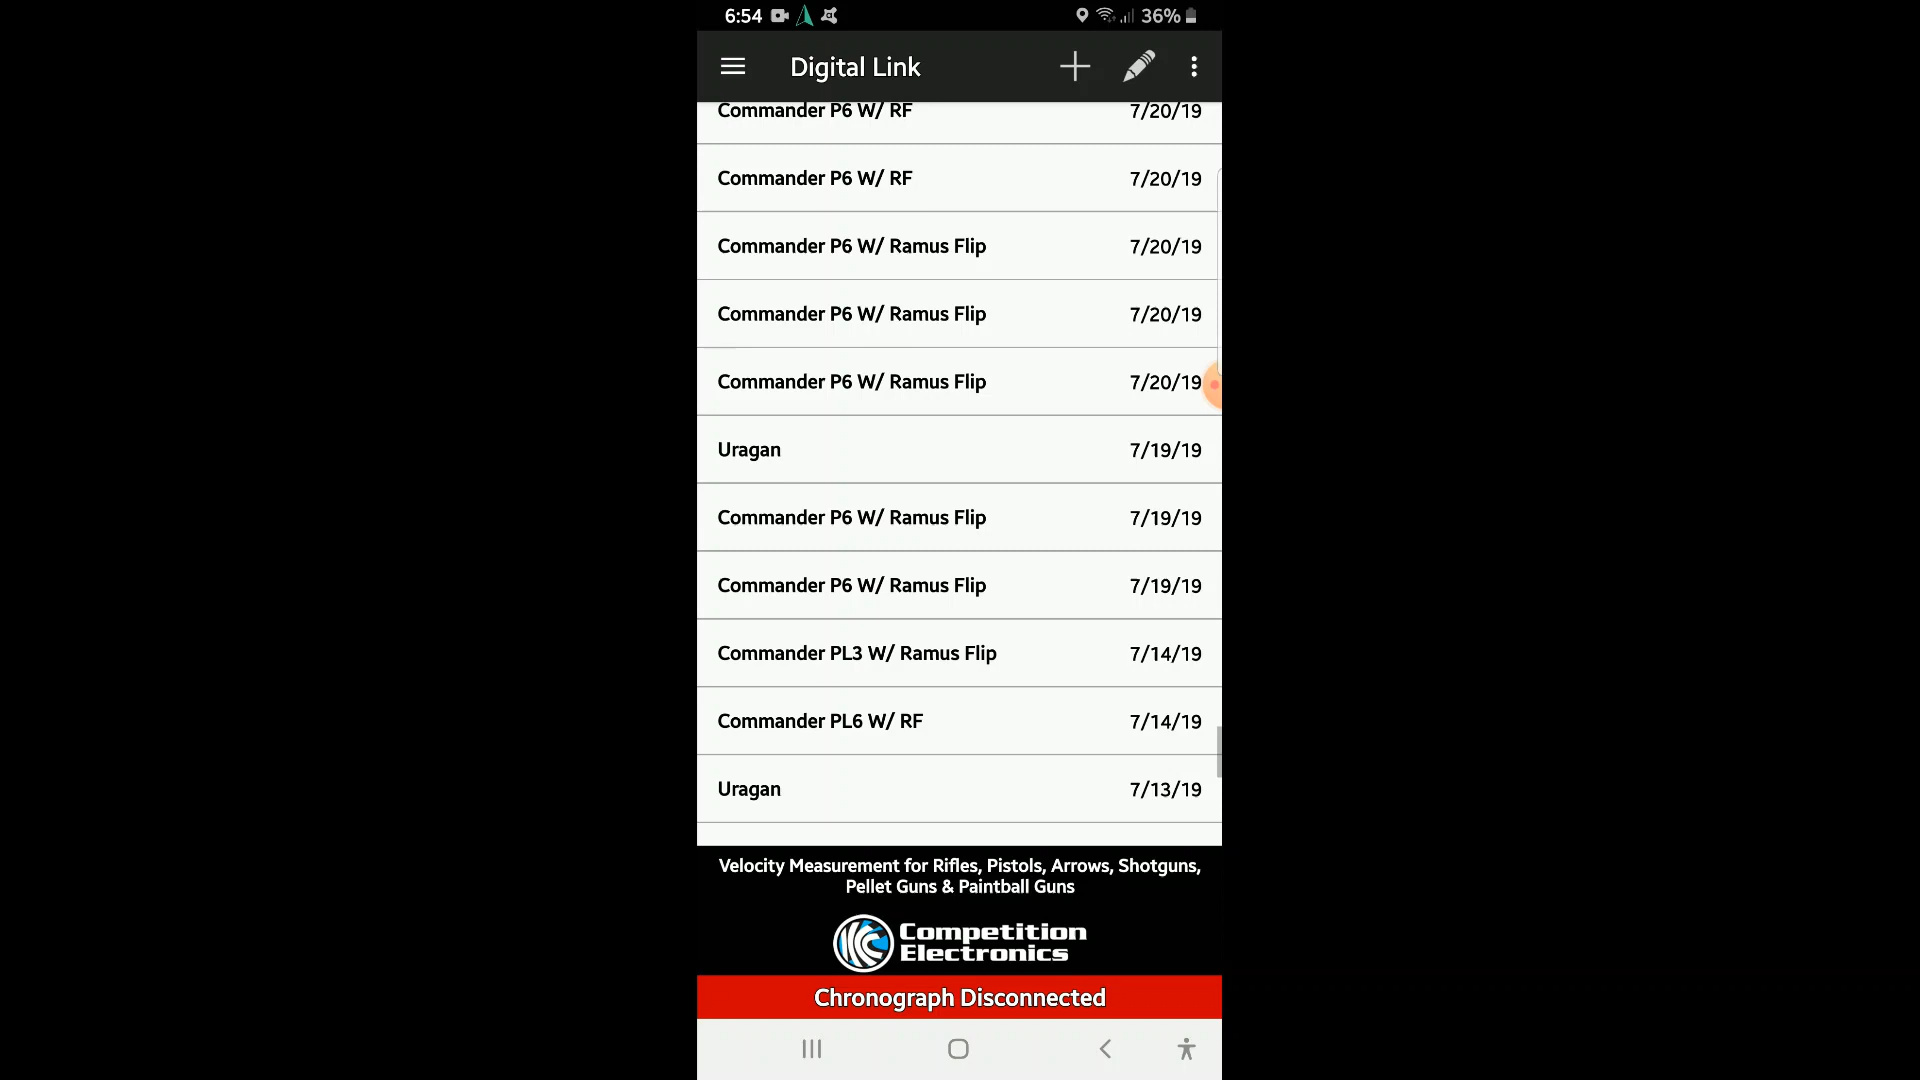 6:54 36%
Digital Link
Commander P6 W/ RF 7/20/19
Commander P6 W/ RF 7/20/19
Commander P6 W/ Ramus Flip 7/20/19
Commander P6 W/ Ramus Flip 7/20/19
Commander P6 W/ Ramus Flip 7/20/19
Uragan 7/19/19
Commander P6 W/ Ramus Flip 7/19/19
Commander P6 W/ Ramus Flip 7/19/19
Commander PL3 W/ Ramus Flip 7/14/19
Commander PL6 W/ RF 7/14/19
Uragan 7/13/19
Velocity Measurement for Rifles, Pistols, Arrows, Shotguns,
Pellet Guns & Paintball Guns
Competition
Electronics
Chronograph Disconnected